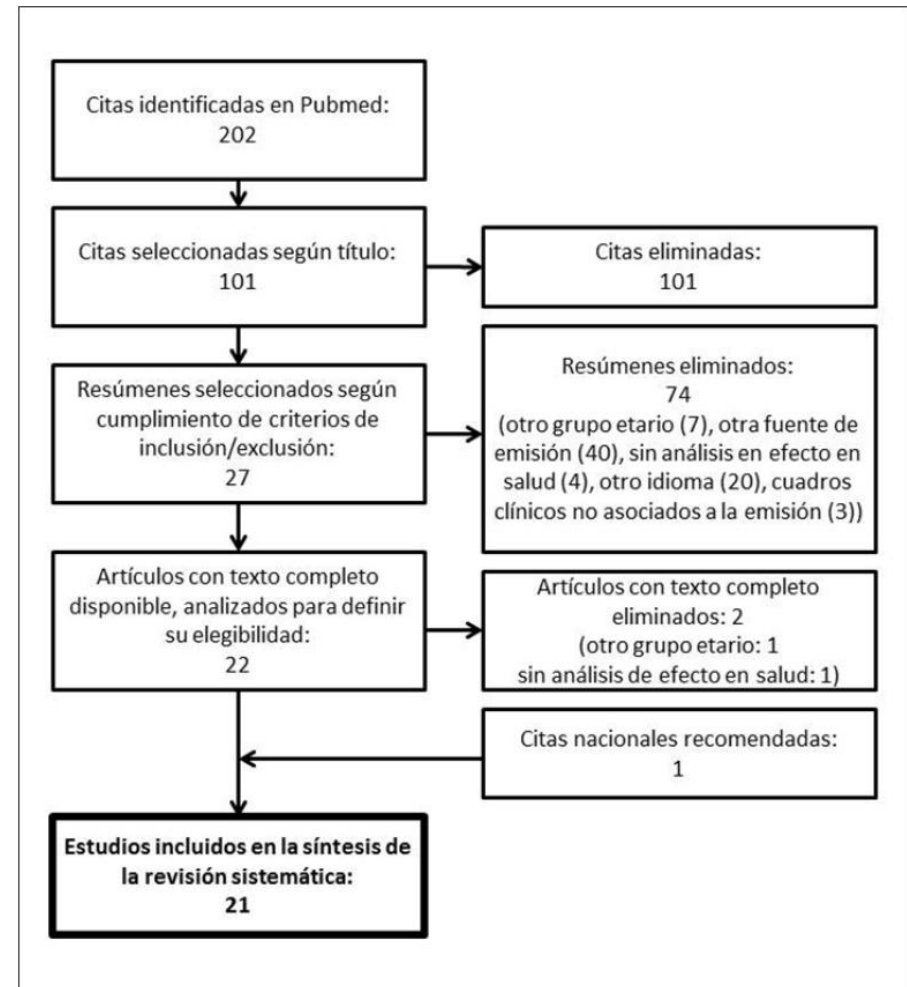 Citas identificadas en Pubmed:
202
Citas seleccionadas según título:
101
Citas eliminadas:
101
Resúmenes seleccionados según
cumplimiento de criterios de
inclusión/exclusión:
27
Resúmenes eliminados:
74
(otro grupo etario (7), otra fuente de
emisión (40), sin análisis en efecto en
salud (4), otro idioma (20), cuadros
clínicos no asociados a la emisión (3))
Artículos con texto completo
disponible, analizados para definir
su elegibilidad:
22
Artículos con texto completo
eliminados: 2
(otro grupo etario: 1
sin análisis de efecto en salud: 1)
Citas nacionales recomendadas:
1
Estudios incluidos en la síntesis de
la revisión sistemática:
21